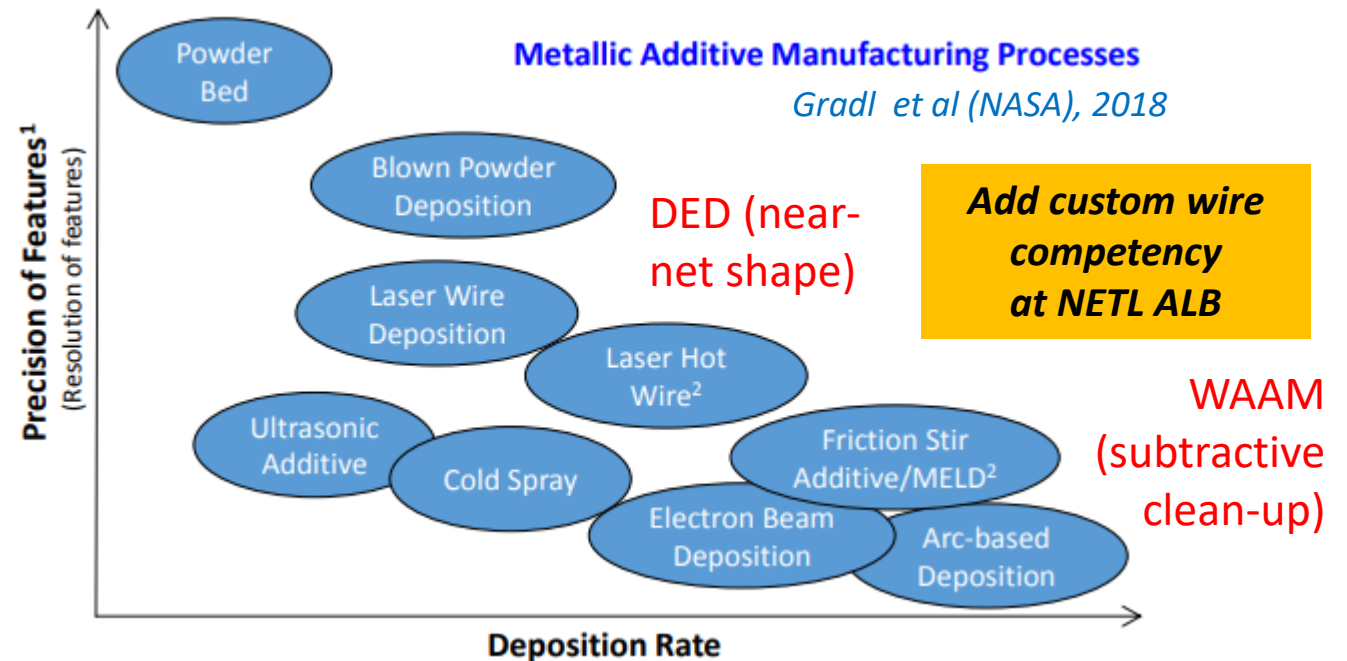 Metallic Additive Manufacturing Processes
Gradl et al (NASA), 2018
Precision of Features¹
(Resolution of features)
Powder
Bed
Blown Powder
Deposition
DED (near-
net shape)
Add custom wire
competency
at NETL ALB
Laser Wire
Deposition
Laser Hot
Wire²
WAAM
(subtractive
clean-up)
Ultrasonic
Additive
Cold Spray
Friction Stir
Additive/MELD²
Electron Beam
Deposition
Arc-based
Deposition
Deposition Rate